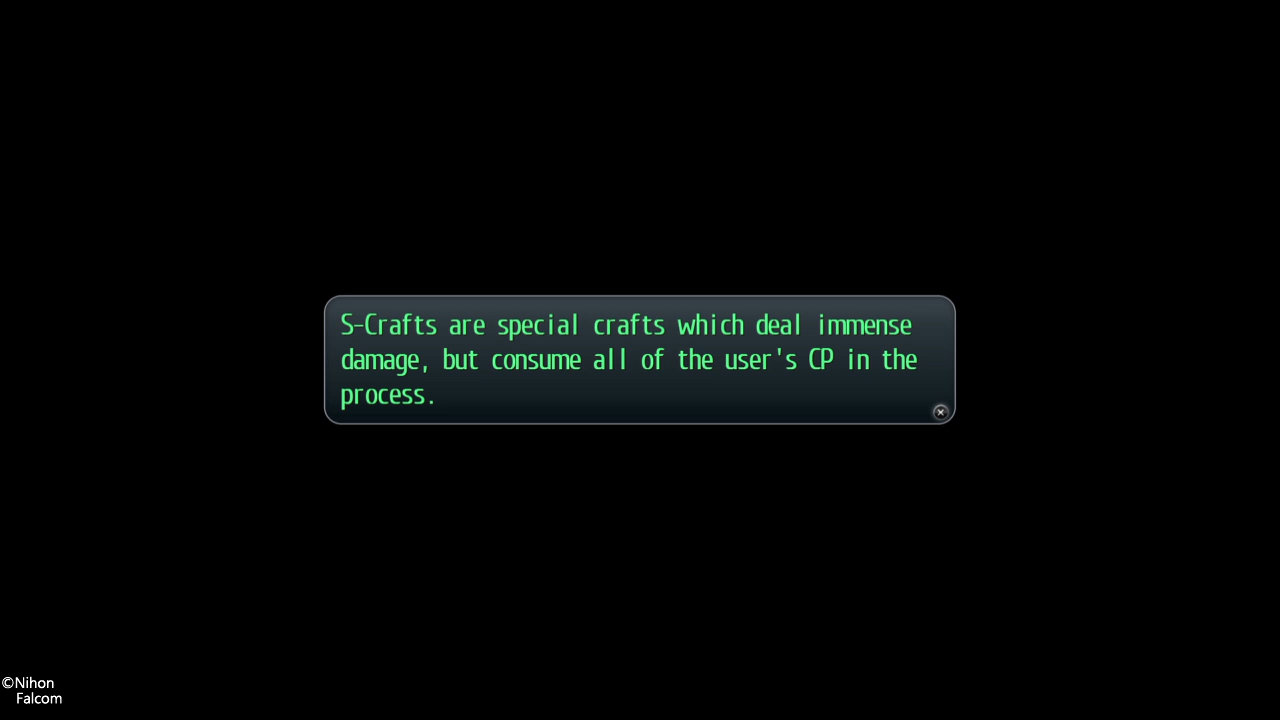 S-Crafts are special crafts which deal immense
damage, but consume all of the user's CP in the
process.
©Nihon
Falcom